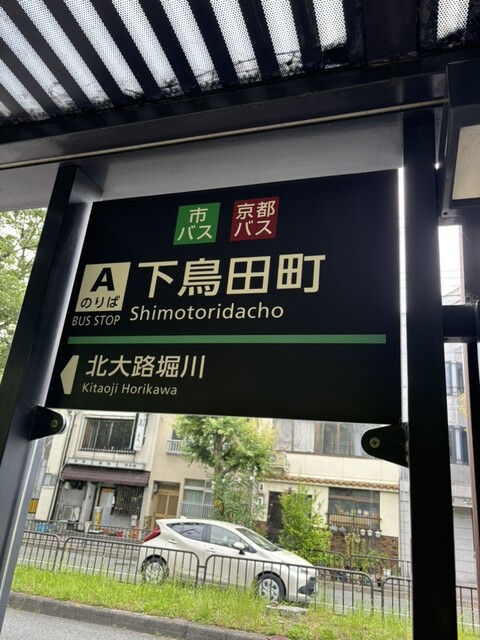 市
バス
京都
バス
A
のりば
BUS STOP
下鳥田町
Shimotoridacho
北大路堀川
Kitaoji Horikawa